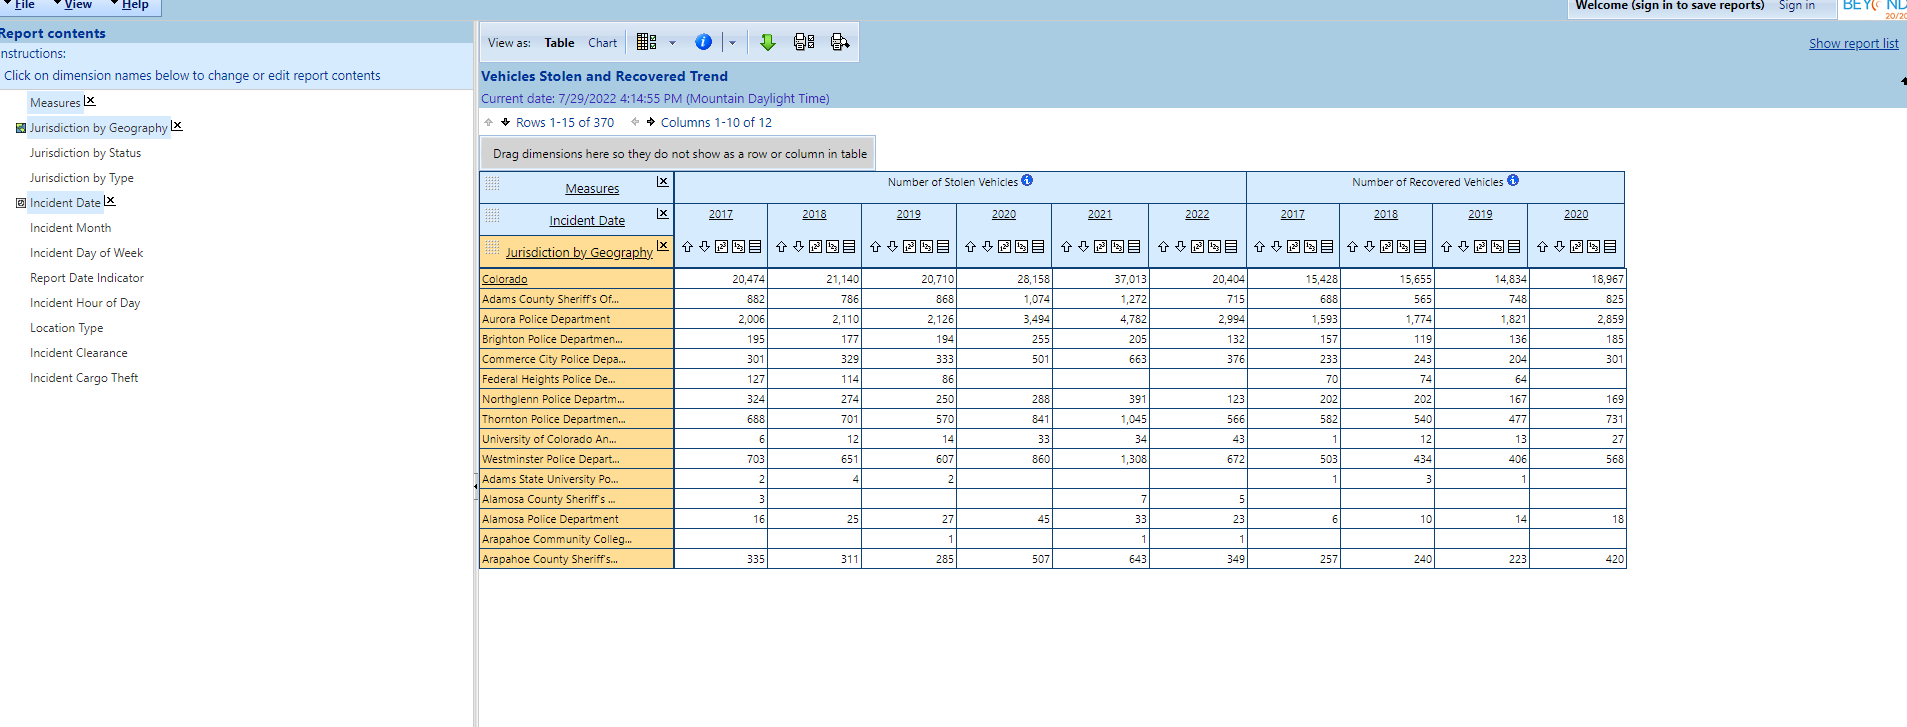 File View Help
Welcome (sign in to save reports) Sign in
BEYOND 20/20
Report contents
nstructions:
Click on dimension names below to change or edit report contents
Measures
Jurisdiction by Geography
Jurisdiction by Status
Jurisdiction by Type
Incident Date
Incident Month
Incident Day of Week
Report Date Indicator
Incident Hour of Day
Location Type
Incident Clearance
Incident Cargo Theft
View as: Table Chart
Show report list
Vehicles Stolen and Recovered Trend
Current date: 7/29/2022 4:14:55 PM (Mountain Daylight Time)
Rows 1-15 of 370 Columns 1-10 of 12
Drag dimensions here so they do not show as a row or column in table
Measures Number of Stolen Vehicles Number of Recovered Vehicles
Incident Date 2017 2018 2019 2020 2021 2022 2017 2018 2019 2020
Jurisdiction by Geography
Colorado 20,474 21,140 20,710 28,158 37,013 20,404 15,428 15,655 14,834 18,967
Adams County Sheriff's Of... 882 786 868 1,074 1,272 715 688 565 748 825
Aurora Police Department 2,006 2,110 2,126 3,494 4,782 2,994 1,593 1,774 1,821 2,859
Brighton Police Departmen... 195 177 194 255 205 132 157 119 136 185
Commerce City Police Depa... 301 329 333 501 663 376 233 243 204 301
Federal Heights Police De... 127 114 86 70 74 64
Northglenn Police Departm... 324 274 250 288 391 123 202 202 167 169
Thornton Police Departmen... 688 701 570 841 1,045 566 582 540 477 731
University of Colorado An... 6 12 14 33 34 43 1 12 13 27
Westminster Police Depart... 703 651 607 860 1,308 672 503 434 406 568
Adams State University Po... 2 4 2 1 3 1
Alamosa County Sheriff's ... 3 7 5
Alamosa Police Department 16 25 27 45 33 23 6 10 14 18
Arapahoe Community Colleg... 1 1 1
Arapahoe County Sheriff's... 335 311 285 507 643 349 257 240 223 420